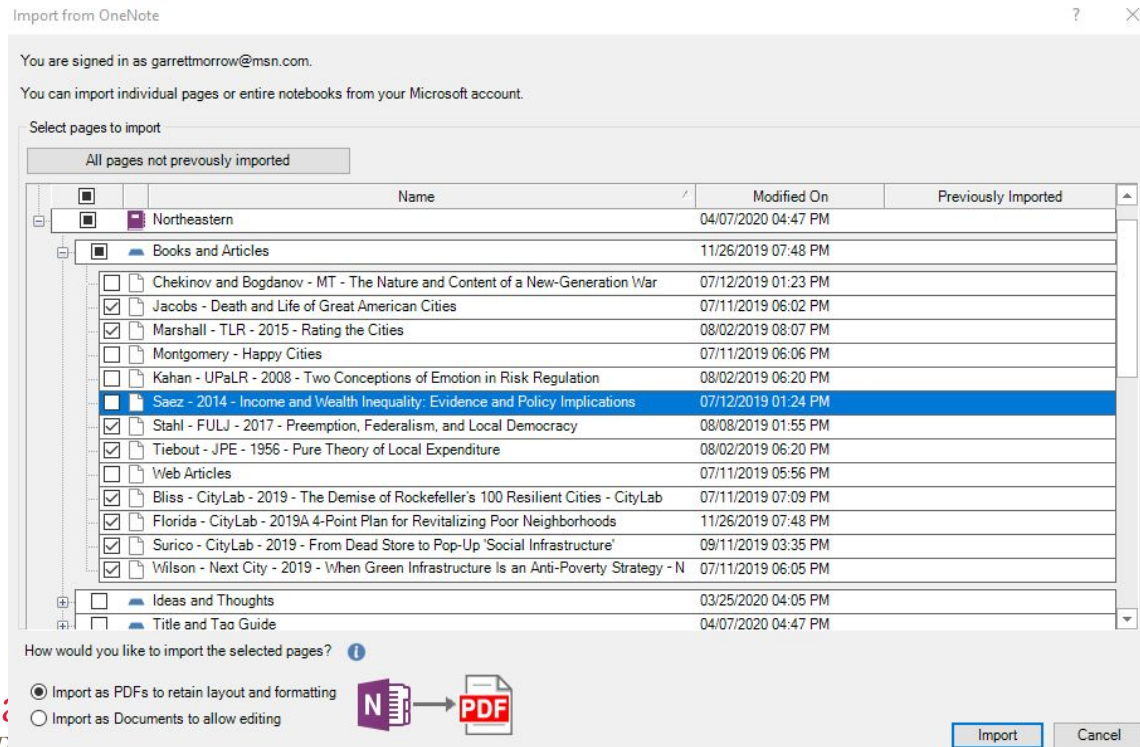 Import from OneNote ?
You are signed in as garrettmorrow@msn.com.
You can import individual pages or entire notebooks from your Microsoft account.
Select pages to import
All pages not prevously imported
Name Modified On Previously Imported
Northeastern 04/07/2020 04:47 PM
Books and Articles 11/26/2019 07:48 PM
Chekinov and Bogdanov - MT - The Nature and Content of a New-Generation War 07/12/2019 01:23 PM
Jacobs - Death and Life of Great American Cities 07/11/2019 06:02 PM
Marshall - TLR - 2015 - Rating the Cities 08/02/2019 08:07 PM
Montgomery - Happy Cities 07/11/2019 06:06 PM
Kahan - UPaLR - 2008 - Two Conceptions of Emotion in Risk Regulation 08/02/2019 06:20 PM
Saez - 2014 - Income and Wealth Inequality: Evidence and Policy Implications 07/12/2019 01:24 PM
Stahl - FULJ - 2017 - Preemption, Federalism, and Local Democracy 08/08/2019 01:55 PM
Tiebout - JPE - 1956 - Pure Theory of Local Expenditure 08/02/2019 06:20 PM
Web Articles 07/11/2019 05:56 PM
Bliss - CityLab - 2019 - The Demise of Rockefeller's 100 Resilient Cities - CityLab 07/11/2019 07:09 PM
Florida - CityLab - 2019A 4-Point Plan for Revitalizing Poor Neighborhoods 11/26/2019 07:48 PM
Surico - CityLab - 2019 - From Dead Store to Pop-Up 'Social Infrastructure' 09/11/2019 03:35 PM
Wilson - Next City - 2019 - When Green Infrastructure Is an Anti-Poverty Strategy - N 07/11/2019 06:05 PM
Ideas and Thoughts 03/25/2020 04:05 PM
Title and Tag Guide 04/07/2020 04:47 PM
How would you like to import the selected pages?
Import as PDFs to retain layout and formatting
N PDF
Import as Documents to allow editing
Import Cancel